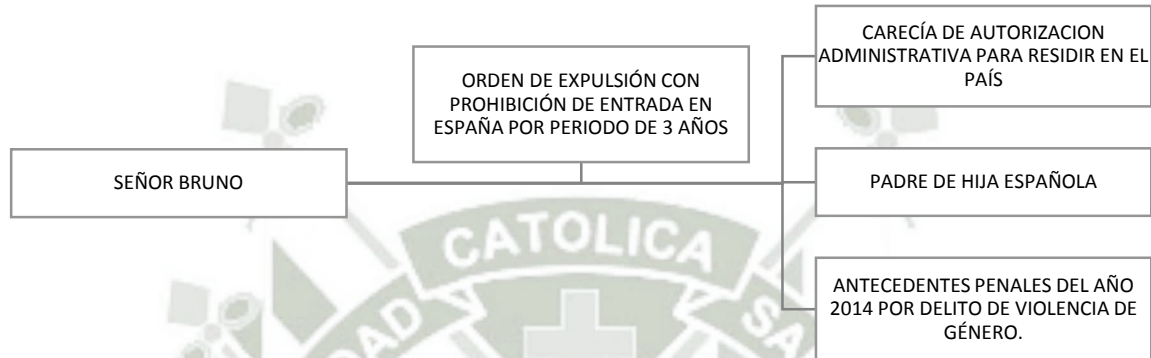 CARECÍA DE AUTORIZACION
ADMINISTRATIVA PARA RESIDIR EN EL
PAÍS
ORDEN DE EXPULSIÓN CON
PROHIBICIÓN DE ENTRADA EN
ESPAÑA POR PERIODO DE 3 AÑOS
SEÑOR BRUNO
PADRE DE HIJA ESPAÑOLA
ANTECEDENTES PENALES DEL AÑO
2014 POR DELITO DE VIOLENCIA DE
GÉNERO.
CATOLICA